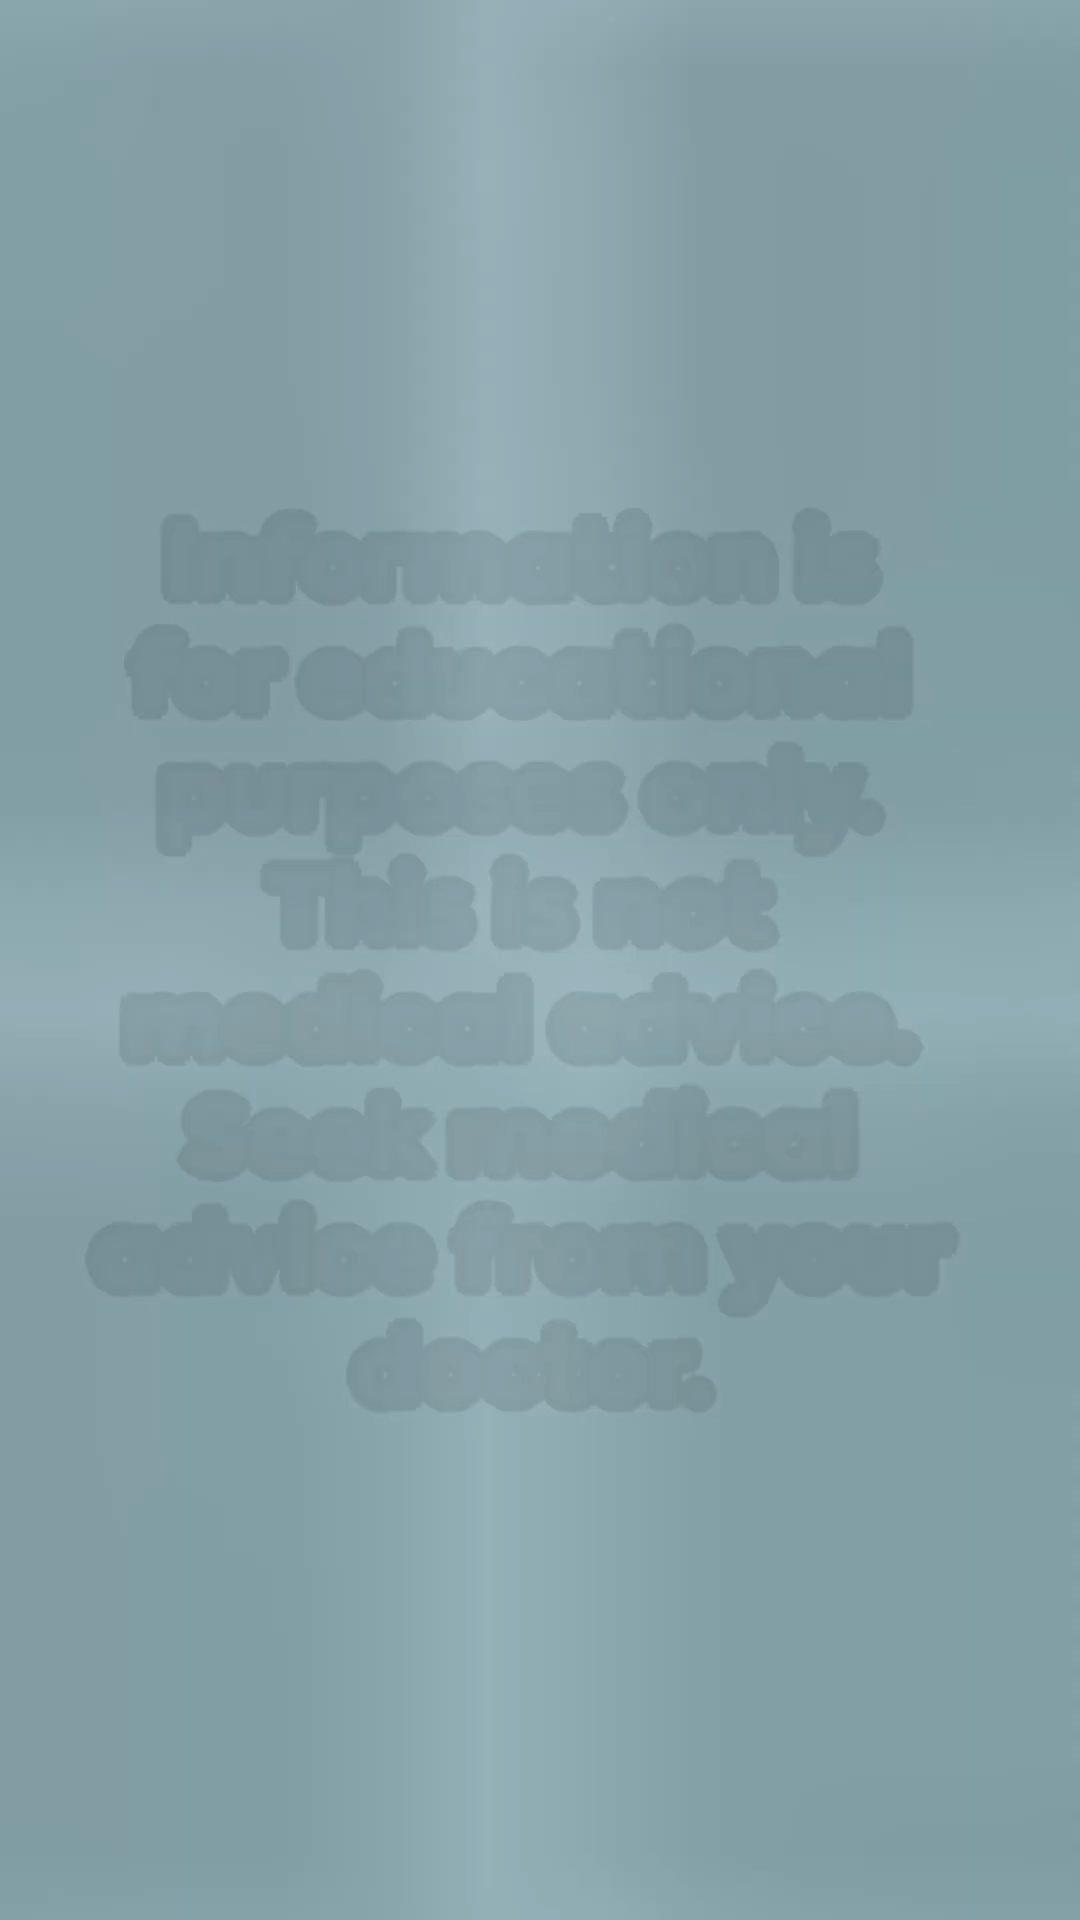 Information is
for educational
purposes only.
This is not
medical advice.
Seek medical
advice from your
doctor.